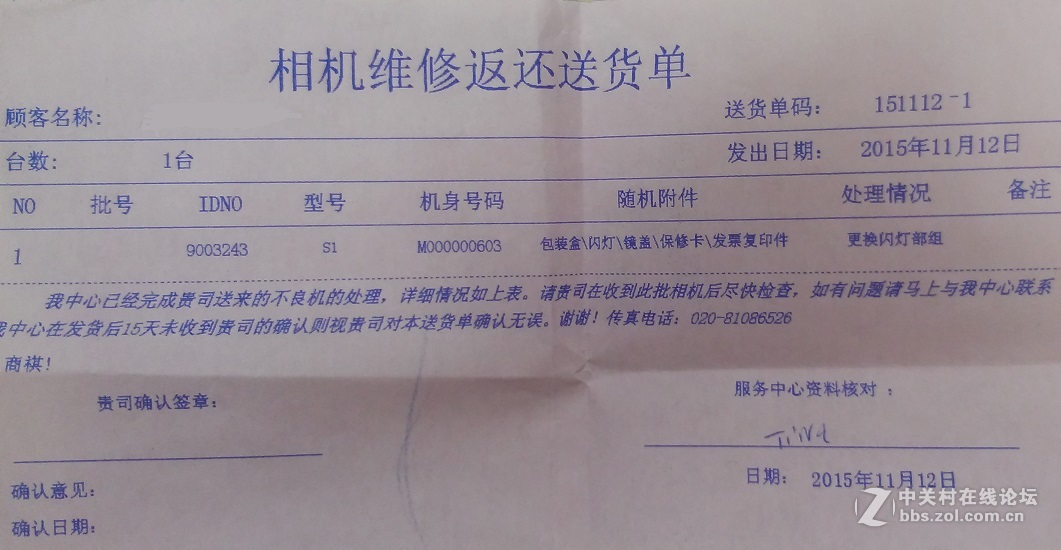 相机维修返还送货单
顾客名称: 送货单码: 151112-1
台数: 1台 发出日期: 2015年11月12日
NO 批号 IDNO 型号 机身号码 随机附件 处理情况 备注
1 9003243 S1 M000000603 包装盒\闪灯\镜盖\保修卡\发票复印件 更换闪灯部组
我中心已经完成贵司送来的不良机的处理,详细情况如上表。请贵司在收到此批相机后尽快检查,如有问题请马上与我中心联系
我中心在发货后15天未收到贵司的确认则视贵司对本送货单确认无误。谢谢!传真电话:020-81086526
商祺!
贵司确认签章: 服务中心资料核对:
确认意见: 日期: 2015年11月12日
确认日期:
中关村在线论坛
bbs.zol.com.cn